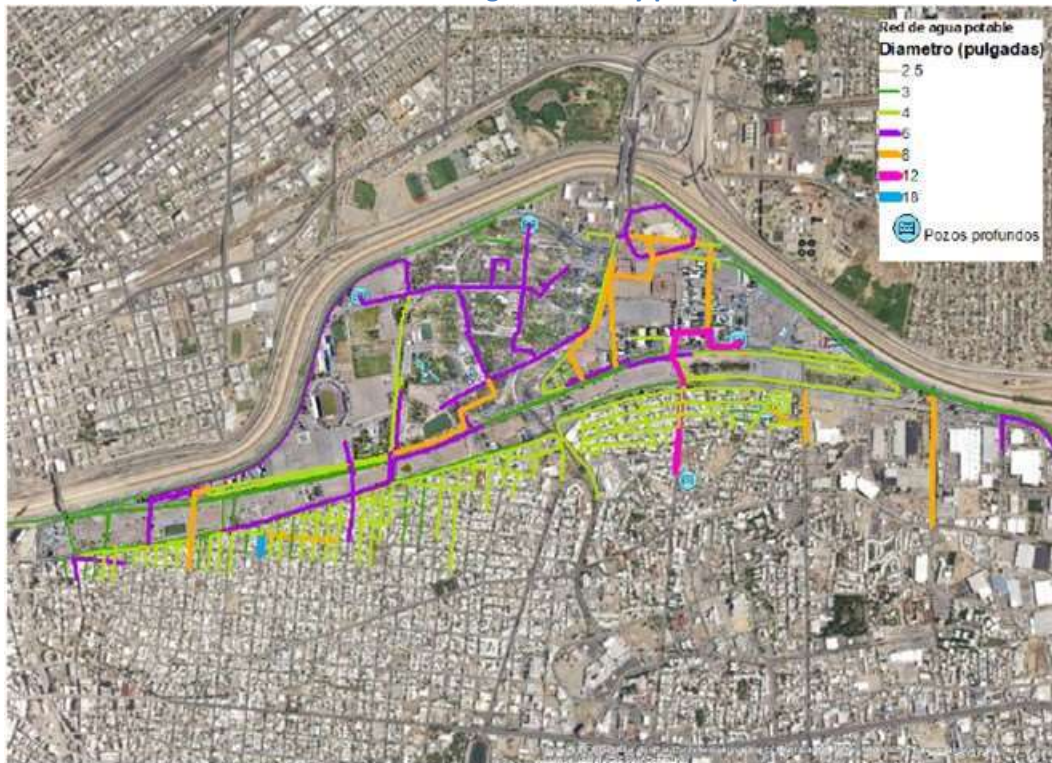 Red de agua potable
Diametro (pulgadas)
2.5
3
4
6
8
12
18
Pozos profundos